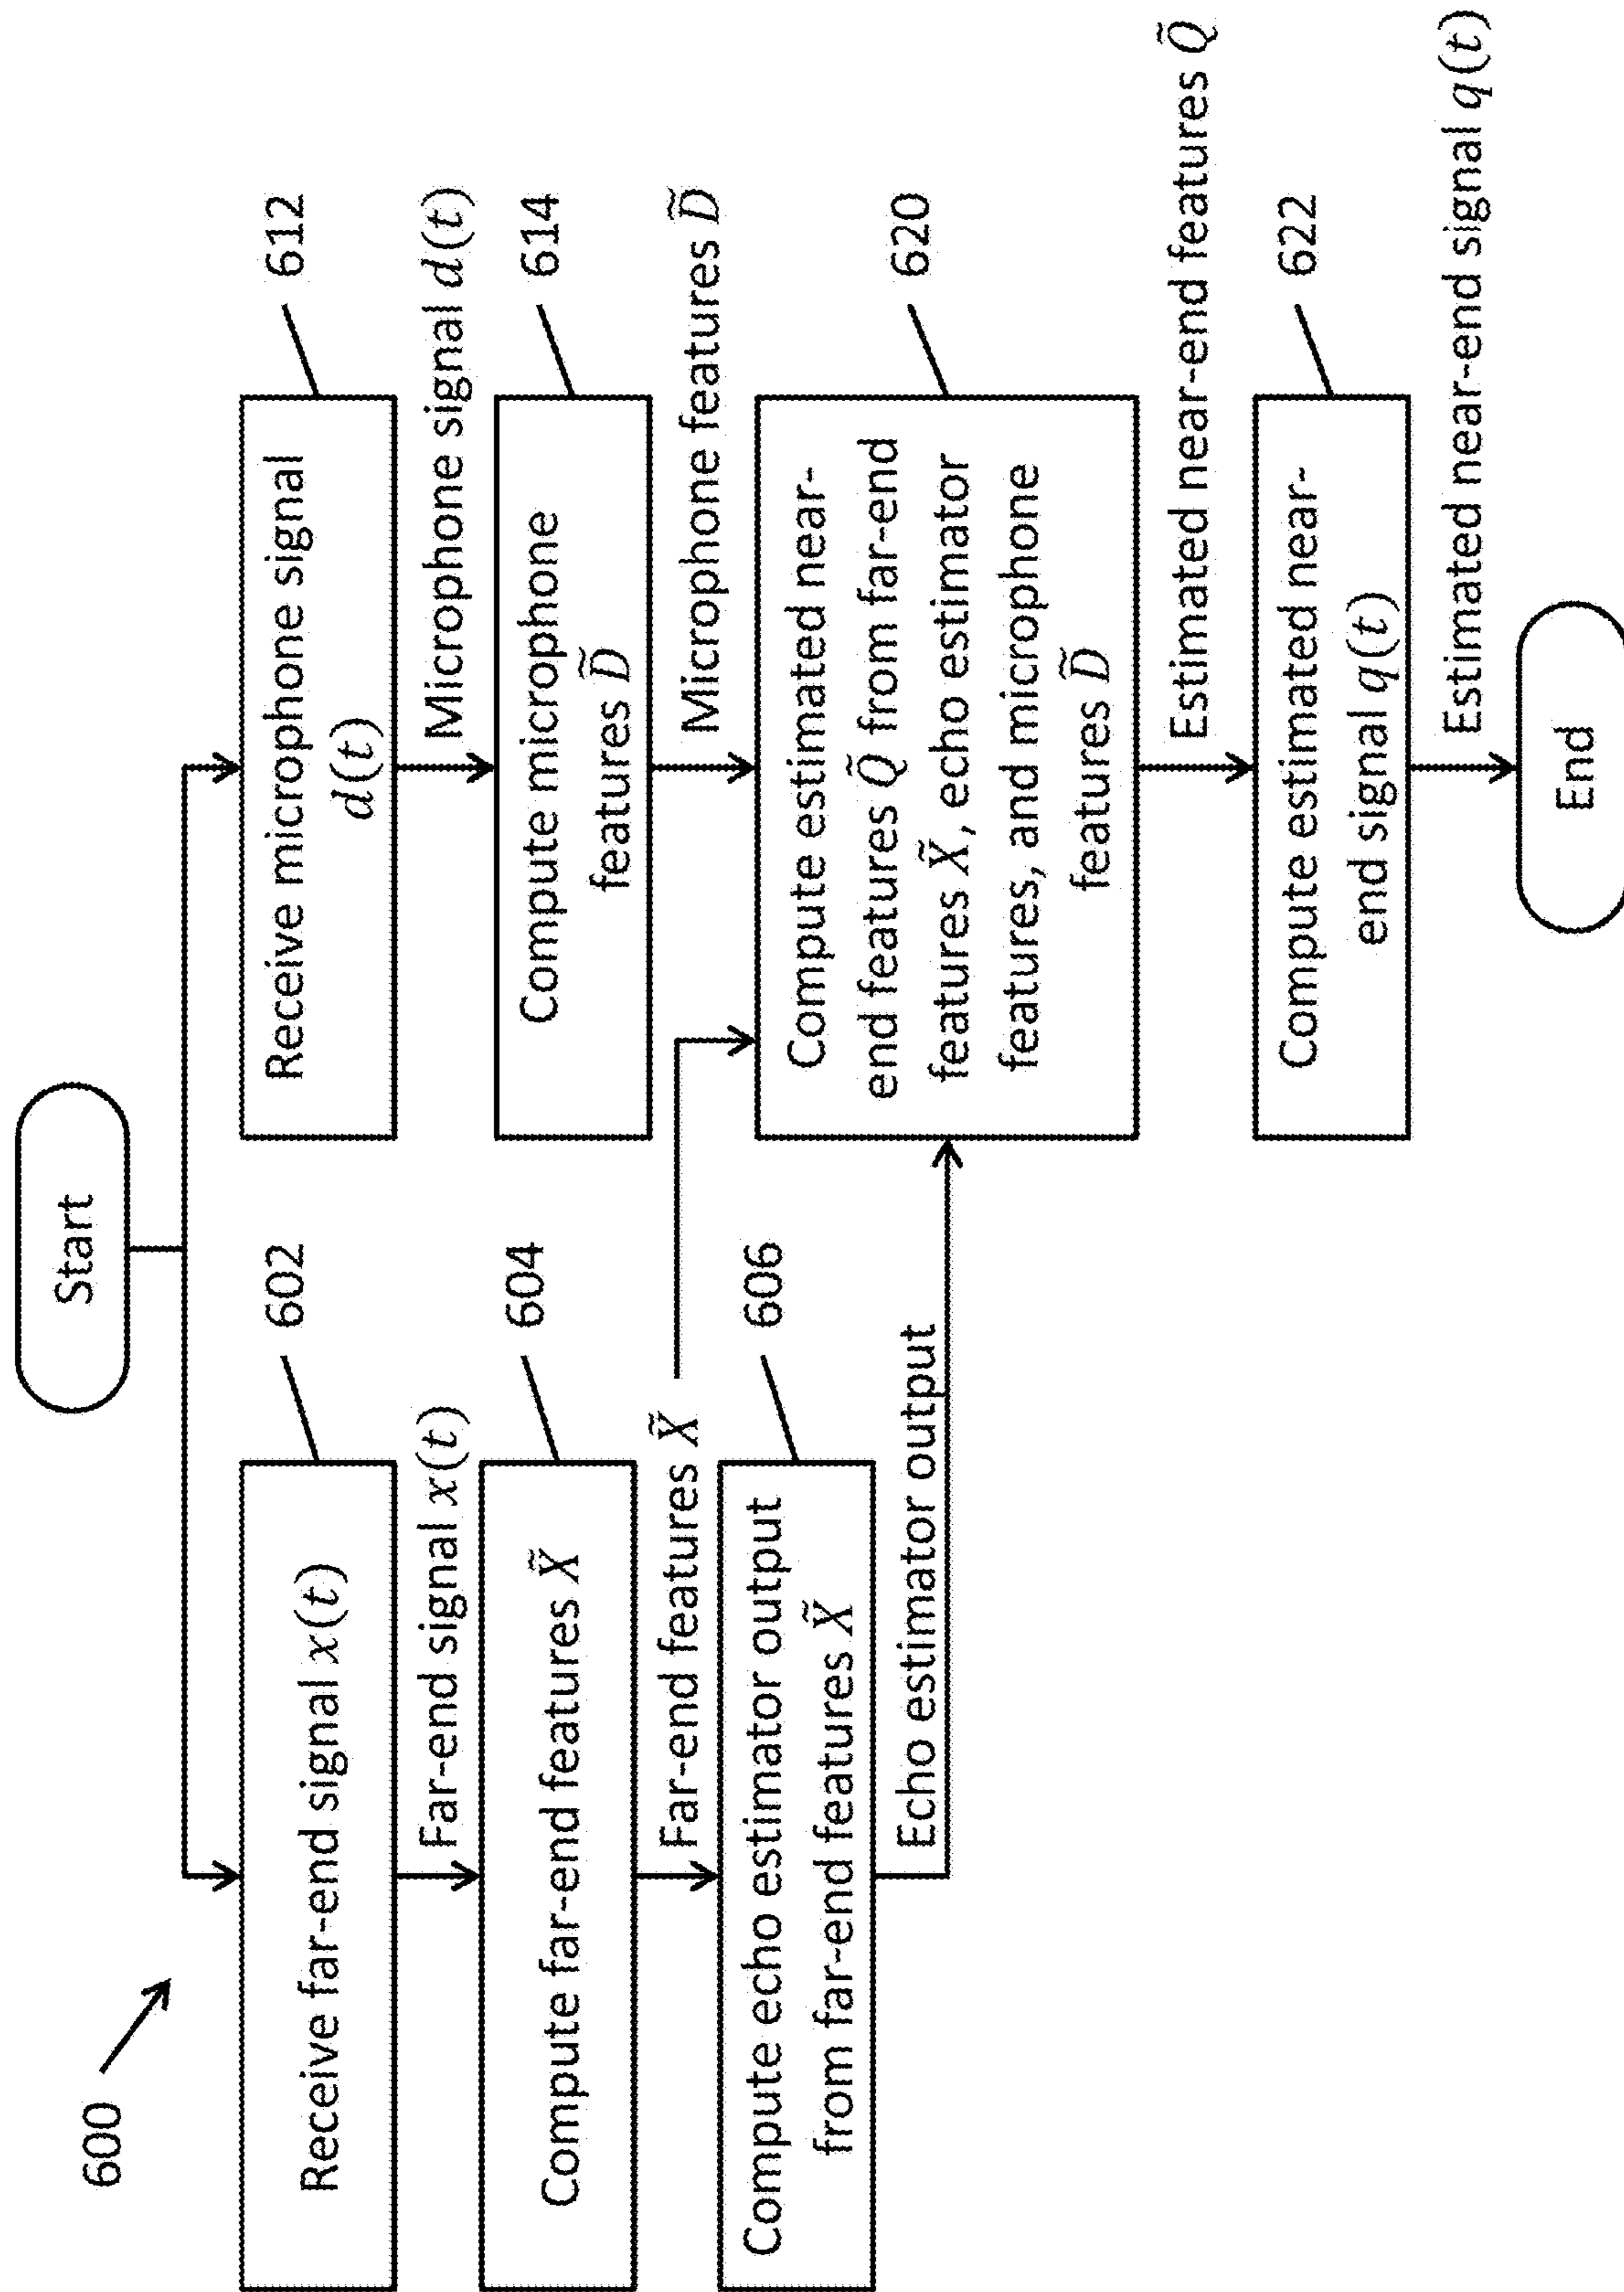 600
Start
602
Receive far-end signal x(t)
Far-end signal x(t)
604
Compute far-end features X̃
Far-end features X̃
606
Compute echo estimator output
from far-end features X̃
Echo estimator output
612
Receive microphone signal
d(t)
Microphone signal d(t)
614
Compute microphone
features D̃
Microphone features D̃
620
Compute estimated near-
end features Q̃ from far-end
features X̃, echo estimator
features, and microphone
features D̃
Estimated near-end features Q̃
622
Compute estimated near-
end signal q(t)
Estimated near-end signal q(t)
End